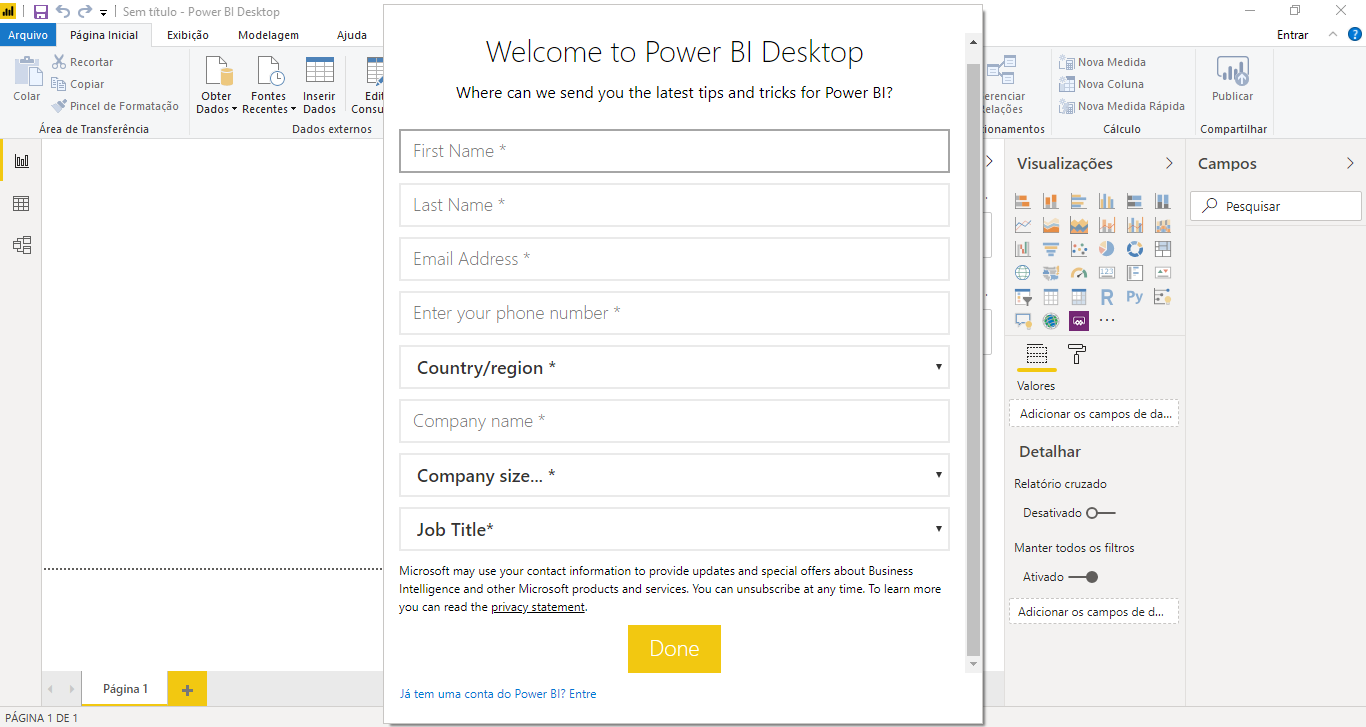 Sem título - Power BI Desktop
Arquivo
Página Inicial
Exibição
Modelagem
Ajuda
Entrar
?
Colar
Recortar
Copiar
Pincel de Formatação
Área de Transferência
Obter
Dados
Fontes
Recentes
Inserir
Dados
Edit
Consu
Dados externos
erenciar
elações
ionamentos
Nova Medida
Nova Coluna
Nova Medida Rápida
Cálculo
Publicar
Compartilhar
Welcome to Power BI Desktop
Where can we send you the latest tips and tricks for Power BI?
First Name *
Last Name *
Email Address *
Enter your phone number *
Country/region *
Company name *
Company size... *
Job Title*
Microsoft may use your contact information to provide updates and special offers about Business
Intelligence and other Microsoft products and services. You can unsubscribe at any time. To learn more
you can read the privacy statement.
Done
Já tem uma conta do Power BI? Entre
Visualizações
123
R
Py
...
Valores
Adicionar os campos de da...
Detalhar
Relatório cruzado
Desativado
Manter todos os filtros
Ativado
Adicionar os campos de d...
Campos
Pesquisar
Página 1
+
PÁGINA 1 DE 1